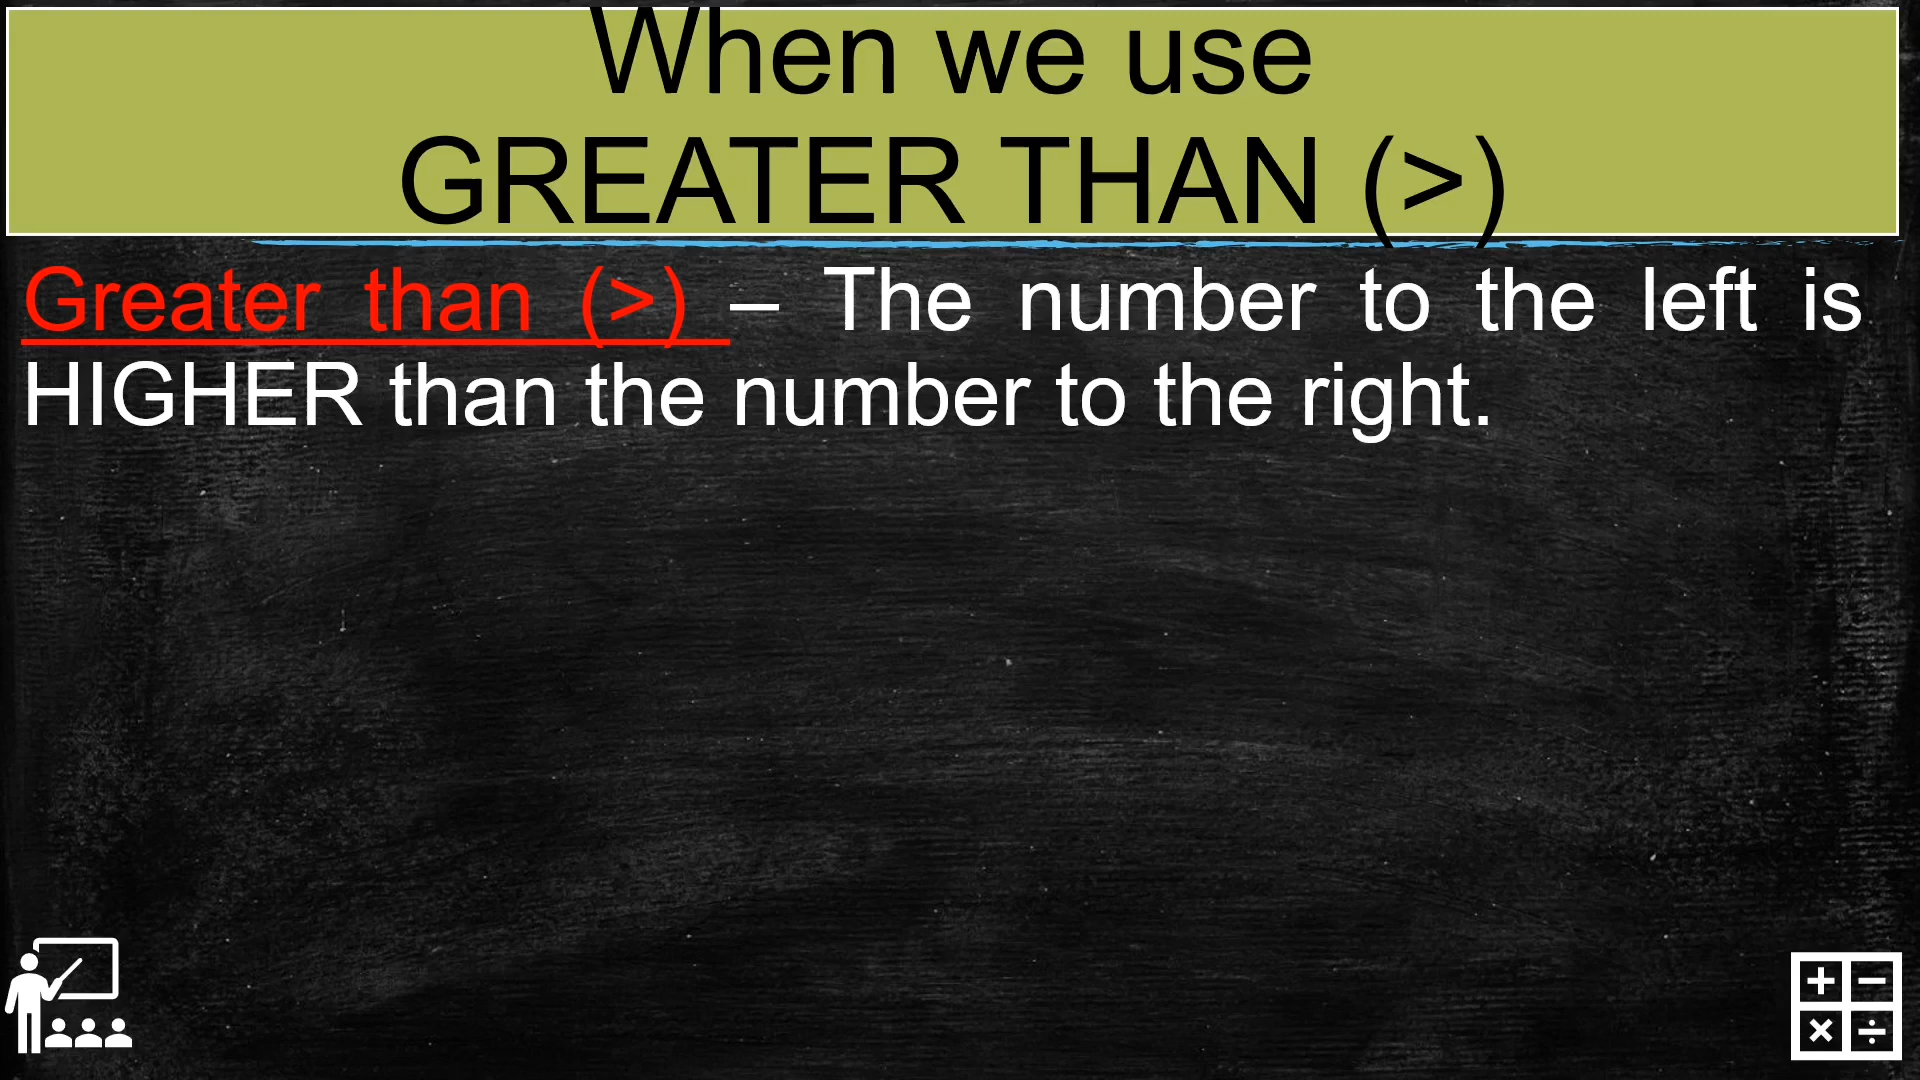 When we use
GREATER THAN (>)
Greater than (>) – The number to the left is
HIGHER than the number to the right.